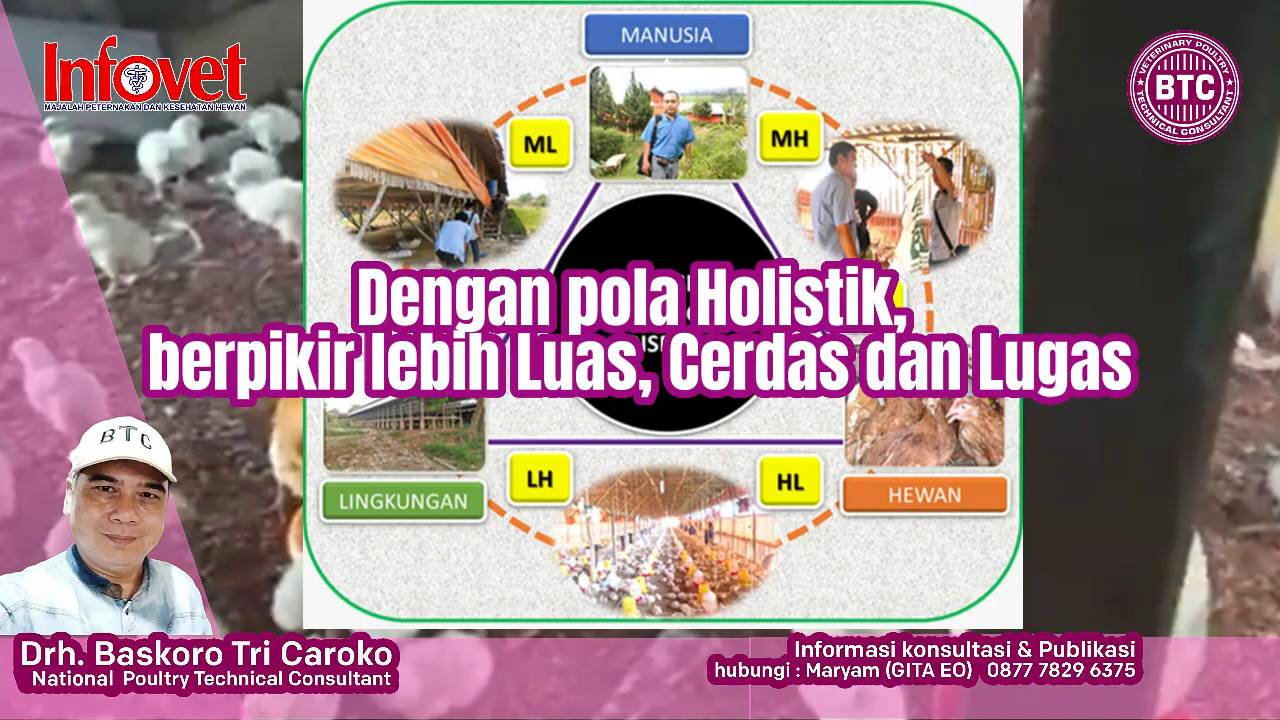 Infovet
MAJALAH PETERNAKAN DAN KESEHATAN HEWAN
MANUSIA
VETERINARY POULTRY
BTC
TECHNICAL CONSULTANT
ML
MH
Dengan pola Holistik,
berpikir lebih Luas, Cerdas dan Lugas
BTC
LH
HL
LINGKUNGAN
HEWAN
Drh. Baskoro Tri Caroko
National Poultry Technical Consultant
Informasi konsultasi & Publikasi
hubungi : Maryam (GITA EO) 0877 7829 6375